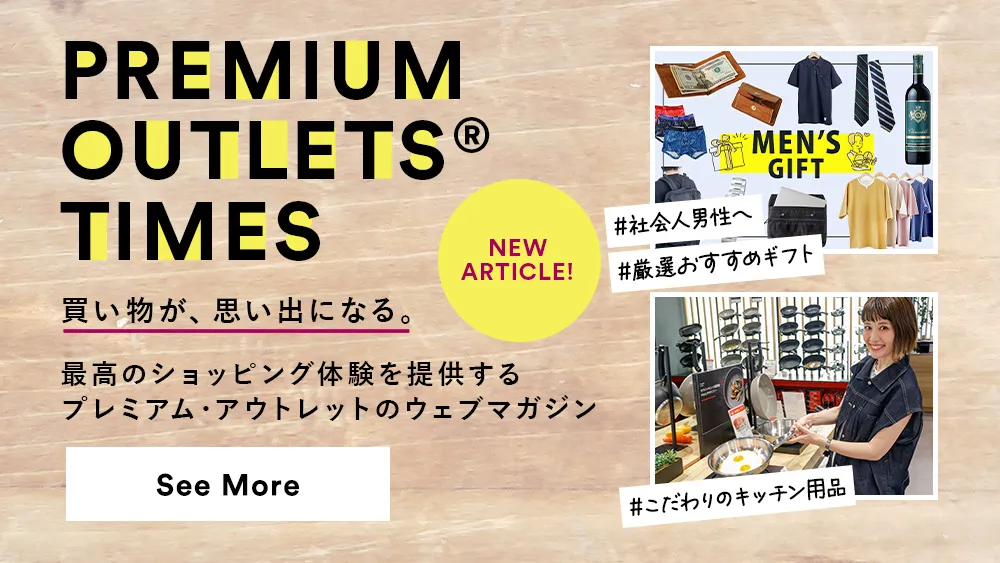 PREMIUM
OUTLETS®
TIMES
NEW
ARTICLE!
買い物が、思い出になる。
最高のショッピング体験を提供する
プレミアム・アウトレットのウェブマガジン
See More
MEN'S
GIFT
#社会人男性へ
#厳選おすすめギフト
#こだわりのキッチン用品